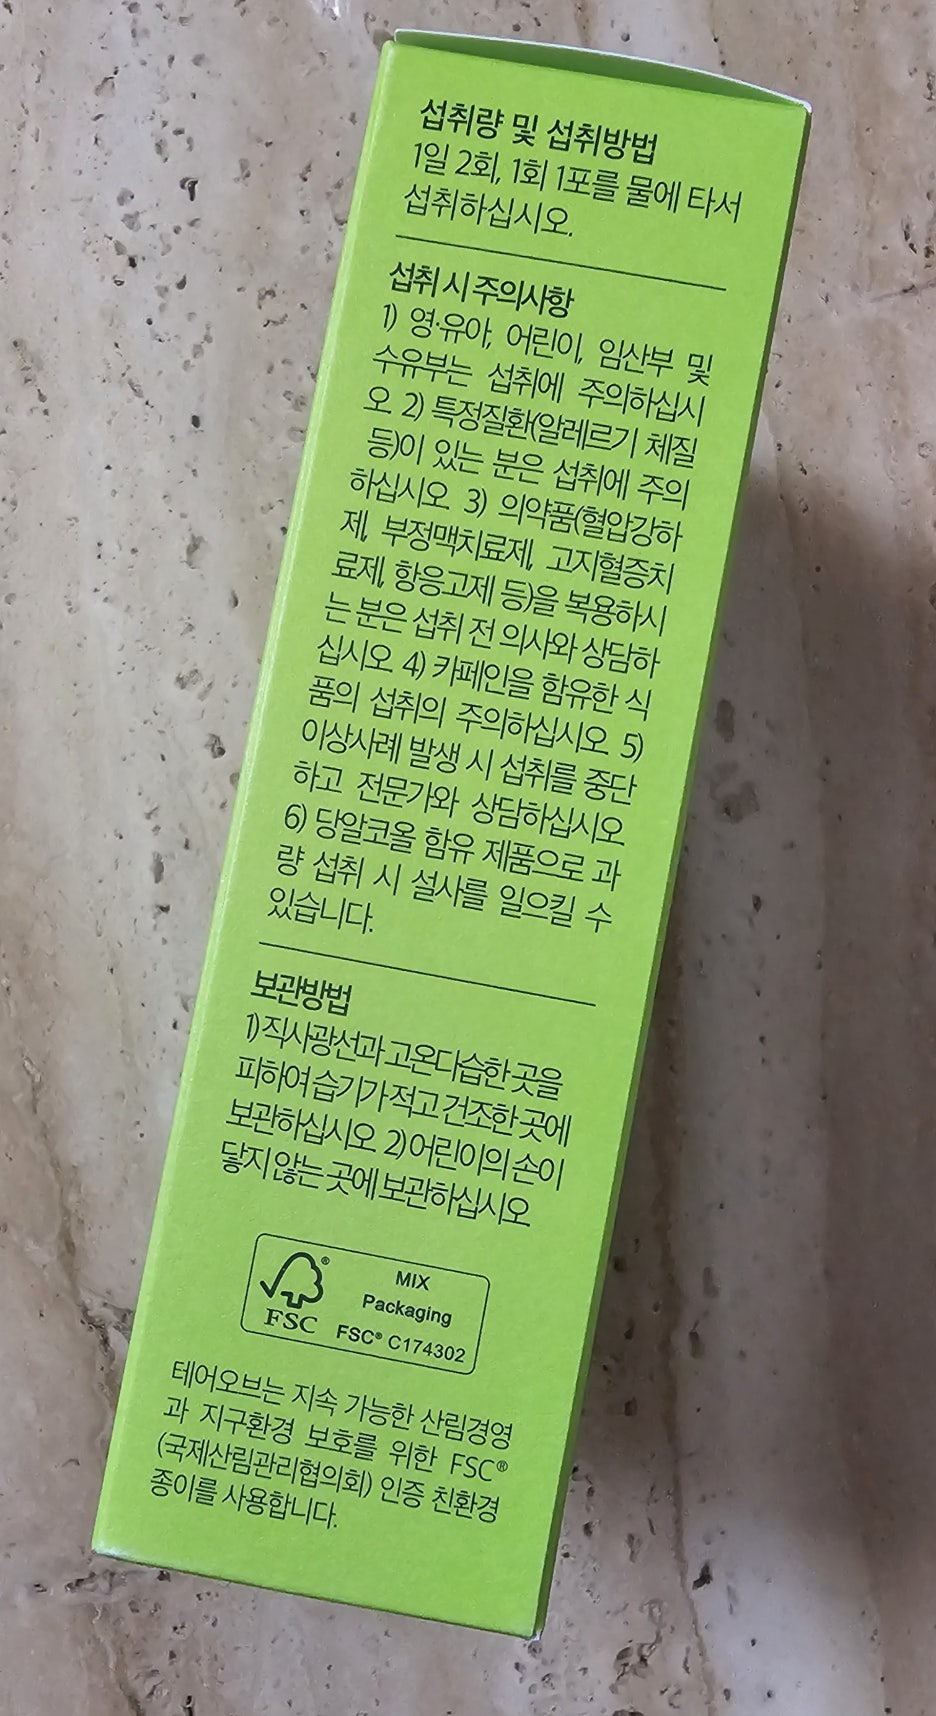 섭취량 및 섭취방법
1일 2회, 1회 1포를 물에 타서
섭취하십시오.
섭취 시 주의사항
1) 영·유아, 어린이, 임산부 및
수유부는 섭취에 주의하십시
오 2) 특정질환(알레르기 체질
등)이 있는 분은 섭취에 주의
하십시오 3) 의약품(혈압강하
제, 부정맥치료제, 고지혈증치
료제, 항응고제 등)을 복용하시
는 분은 섭취 전 의사와 상담하
십시오 4) 카페인을 함유한 식
품의 섭취의 주의하십시오 5)
이상사례 발생 시 섭취를 중단
하고 전문가와 상담하십시오
6) 당알코올 함유 제품으로 과
량 섭취 시 설사를 일으킬 수
있습니다.
보관방법
1) 직사광선과 고온다습한 곳을
피하여 습기가 적고 건조한 곳에
보관하십시오 2) 어린이의 손이
닿지 않는 곳에 보관하십시오
MIX
Packaging
FSC® FSC® C174302
테어오브는 지속 가능한 산림경영
과 지구환경 보호를 위한 FSC®
(국제산림관리협의회) 인증 친환경
종이를 사용합니다.